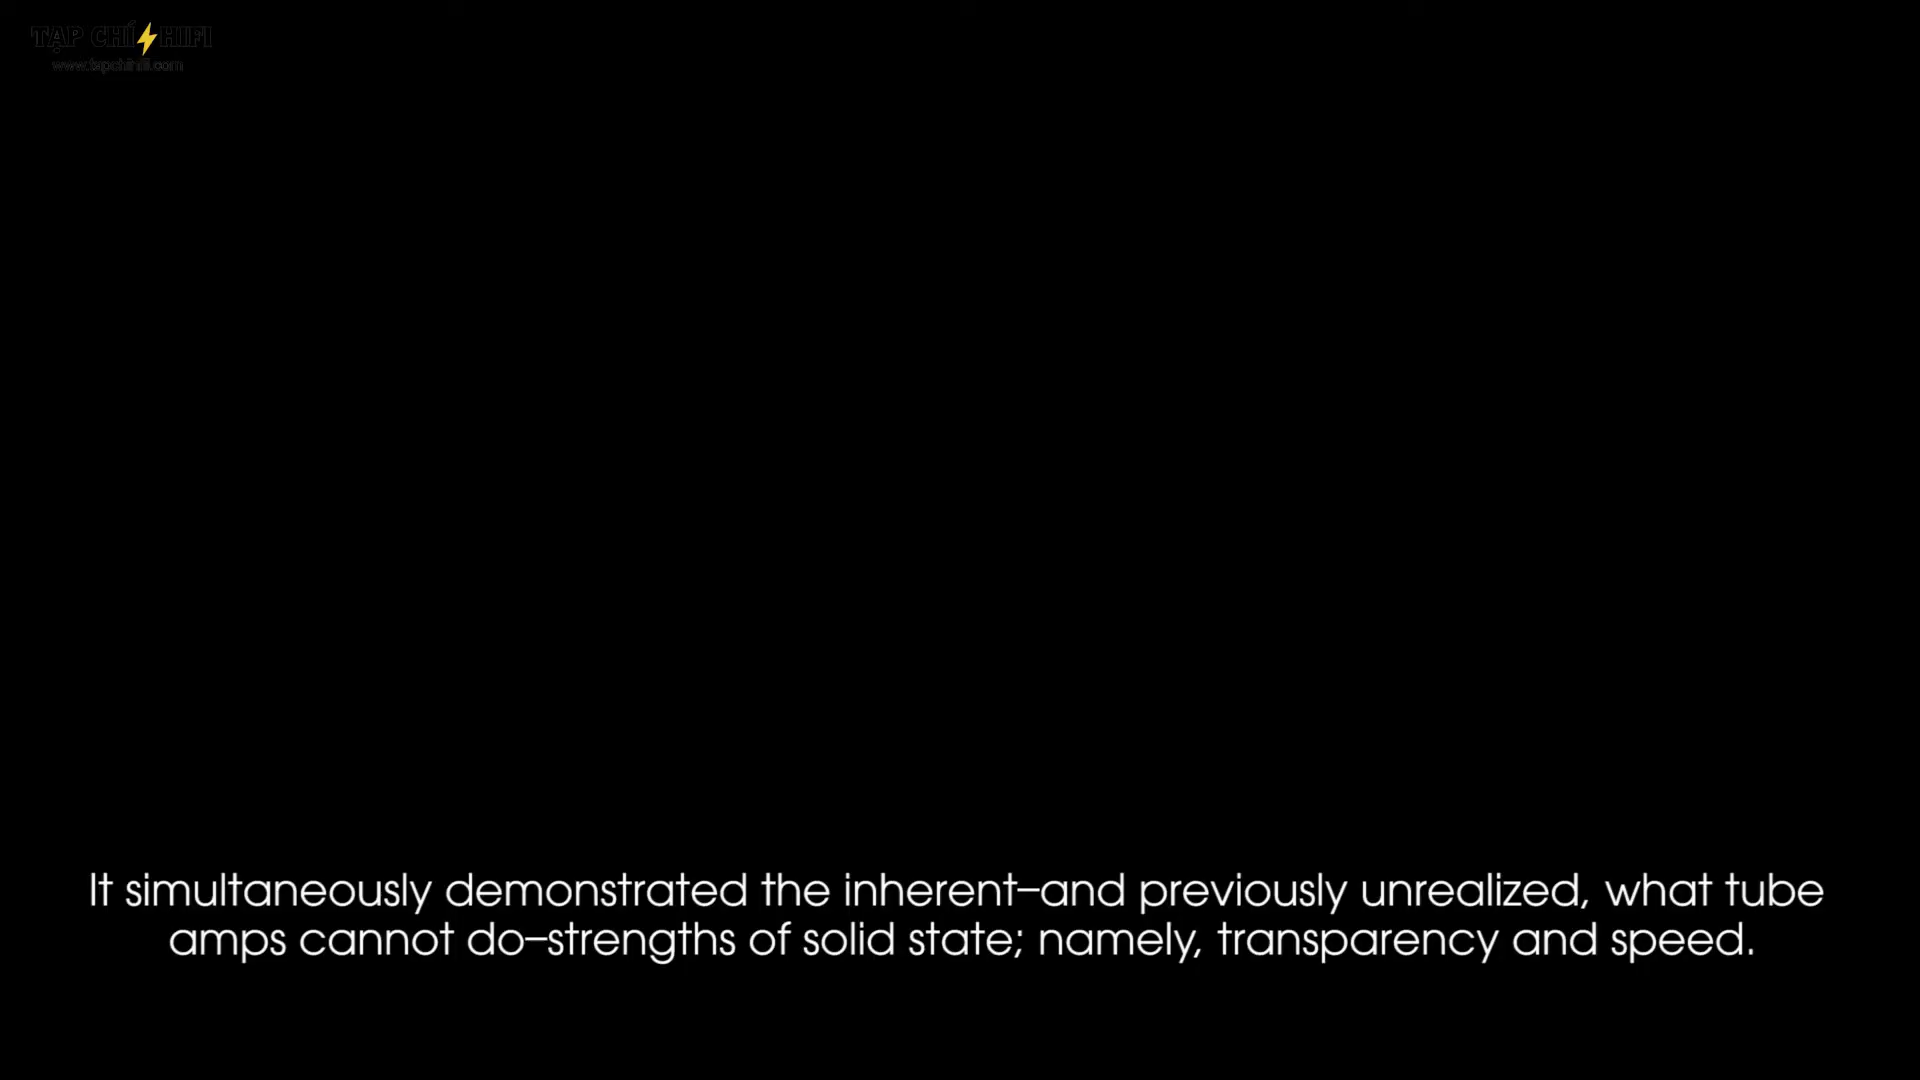 TẠP CHÍ HIFI
www.tapchihifi.com
It simultaneously demonstrated the inherent–and previously unrealized, what tube
amps cannot do–strengths of solid state; namely, transparency and speed.